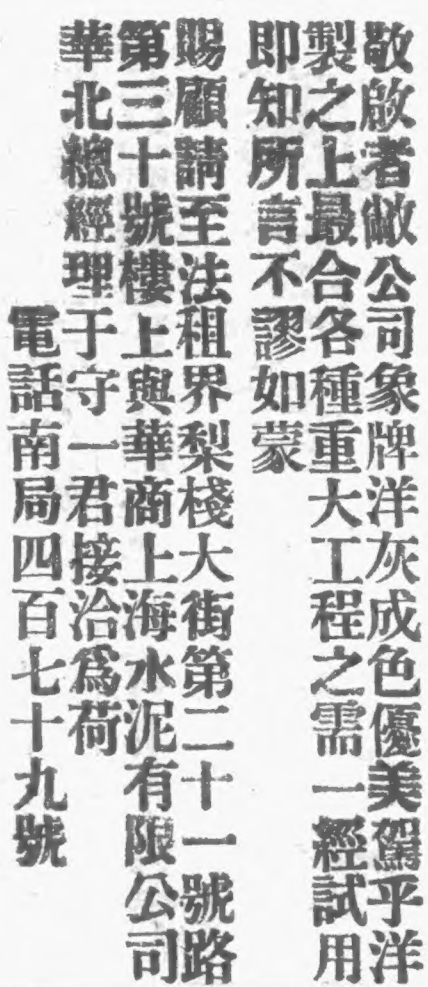 敬啟者敝公司象牌洋灰成色優美駕乎洋
製之上最合各種重大工程之需一經試用
即知所言不謬如蒙
賜顧請至法租界梨棧大街第二十一號路
第三十號樓上與華商上海水泥有限公司
華北總經理于守一君接洽爲荷
電話南局四百七十九號